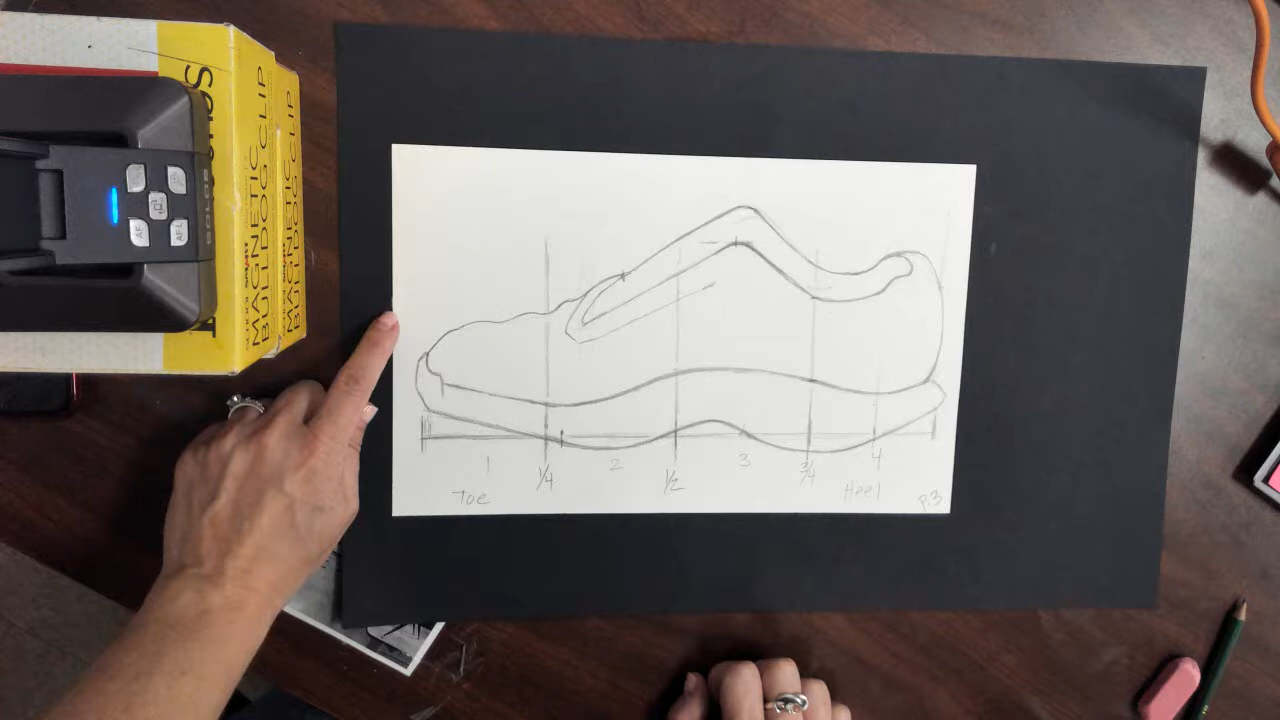 1 2 3 4
1/4 1/2 3/4
Toe Heel p.3
MAGNETIC
BULLDOG CLIP
MAGNETIC
BULLDOG CLIP
AF AF-L